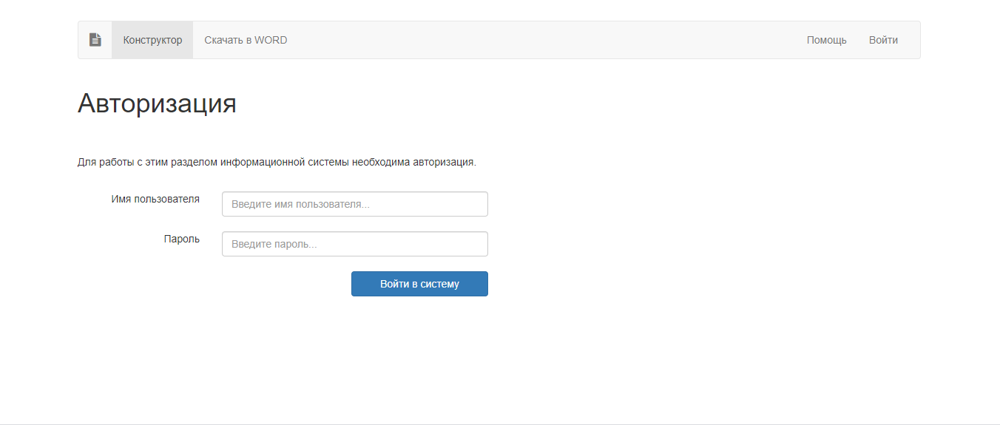 Конструктор Скачать в WORD Помощь Войти
Авторизация
Для работы с этим разделом информационной системы необходима авторизация.
Имя пользователя Введите имя пользователя...
Пароль Введите пароль...
Войти в систему